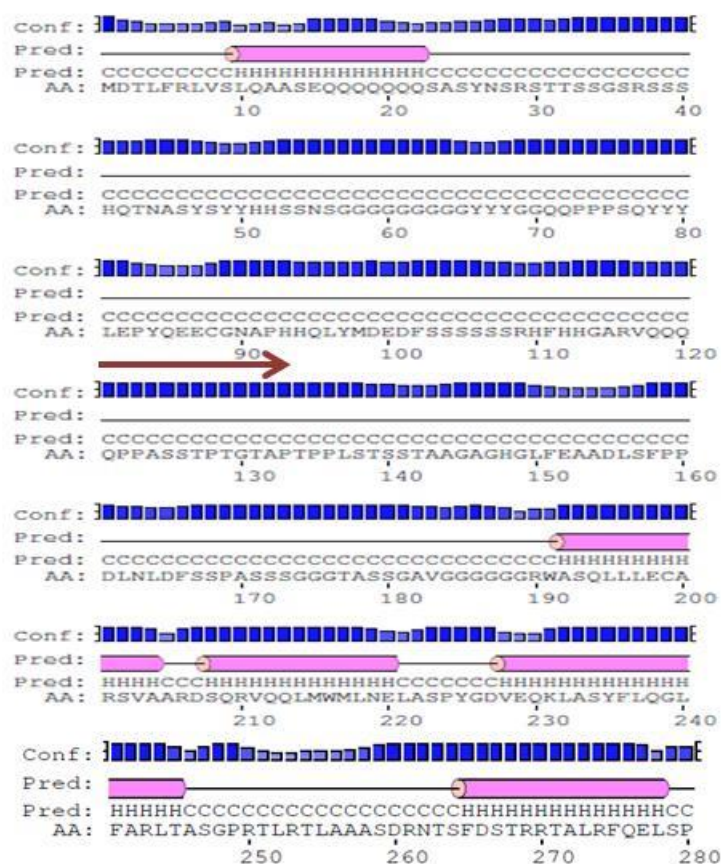 Conf:
Pred:
Pred: CCCCCCCCCHHHHHHHHHHHHHCCCCCCCCCCCCCCCCCC
AA: MDTLFRLVSLQAASEQQQQQQQSASYNSRSTTSSGSRSSS
10 20 30 40
Conf:
Pred:
Pred: CCCCCCCCCCCCCCCCCCCCCCCCCCCCCCCCCCCCCCCC
AA: HQTNASYSYYHHSSNSGGGGGGGGGYYYGGQQPPPSQYYY
50 60 70 80
Conf:
Pred:
Pred: CCCCCCCCCCCCCCCCCCCCCCCCCCCCCCCCCCCCCCCC
AA: LEPYQEECGNAPHHQLYMDEDFSSSSSSRHFHHGARVQQQ
90 100 110 120
Conf:
Pred:
Pred: CCCCCCCCCCCCCCCCCCCCCCCCCCCCCCCCCCCCCCCC
AA: QPPASSTPTGTAPTPPLSTSSTAAGAGHGLFEAADLSFPP
130 140 150 160
Conf:
Pred:
Pred: CCCCCCCCCCCCCCCCCCCCCCCCCCCCCCCHHHHHHHHH
AA: DLNLDFSSPASSSGGGTASSGAVGGGGGGRWASQLLLECA
170 180 190 200
Conf:
Pred:
Pred: HHHHCCCHHHHHHHHHHHHHCCCCCCCHHHHHHHHHHHHH
AA: RSVAARDSQRVQQLMWMLNELASPYGDVEQKLASYFLQGL
210 220 230 240
Conf:
Pred:
Pred: HHHHHCCCCCCCCCCCCCCCCCCCHHHHHHHHHHHHHHCC
AA: FARLTASGPRTLRTLAAASDRNTSFDSTRRTALRFQELSP
250 260 270 280